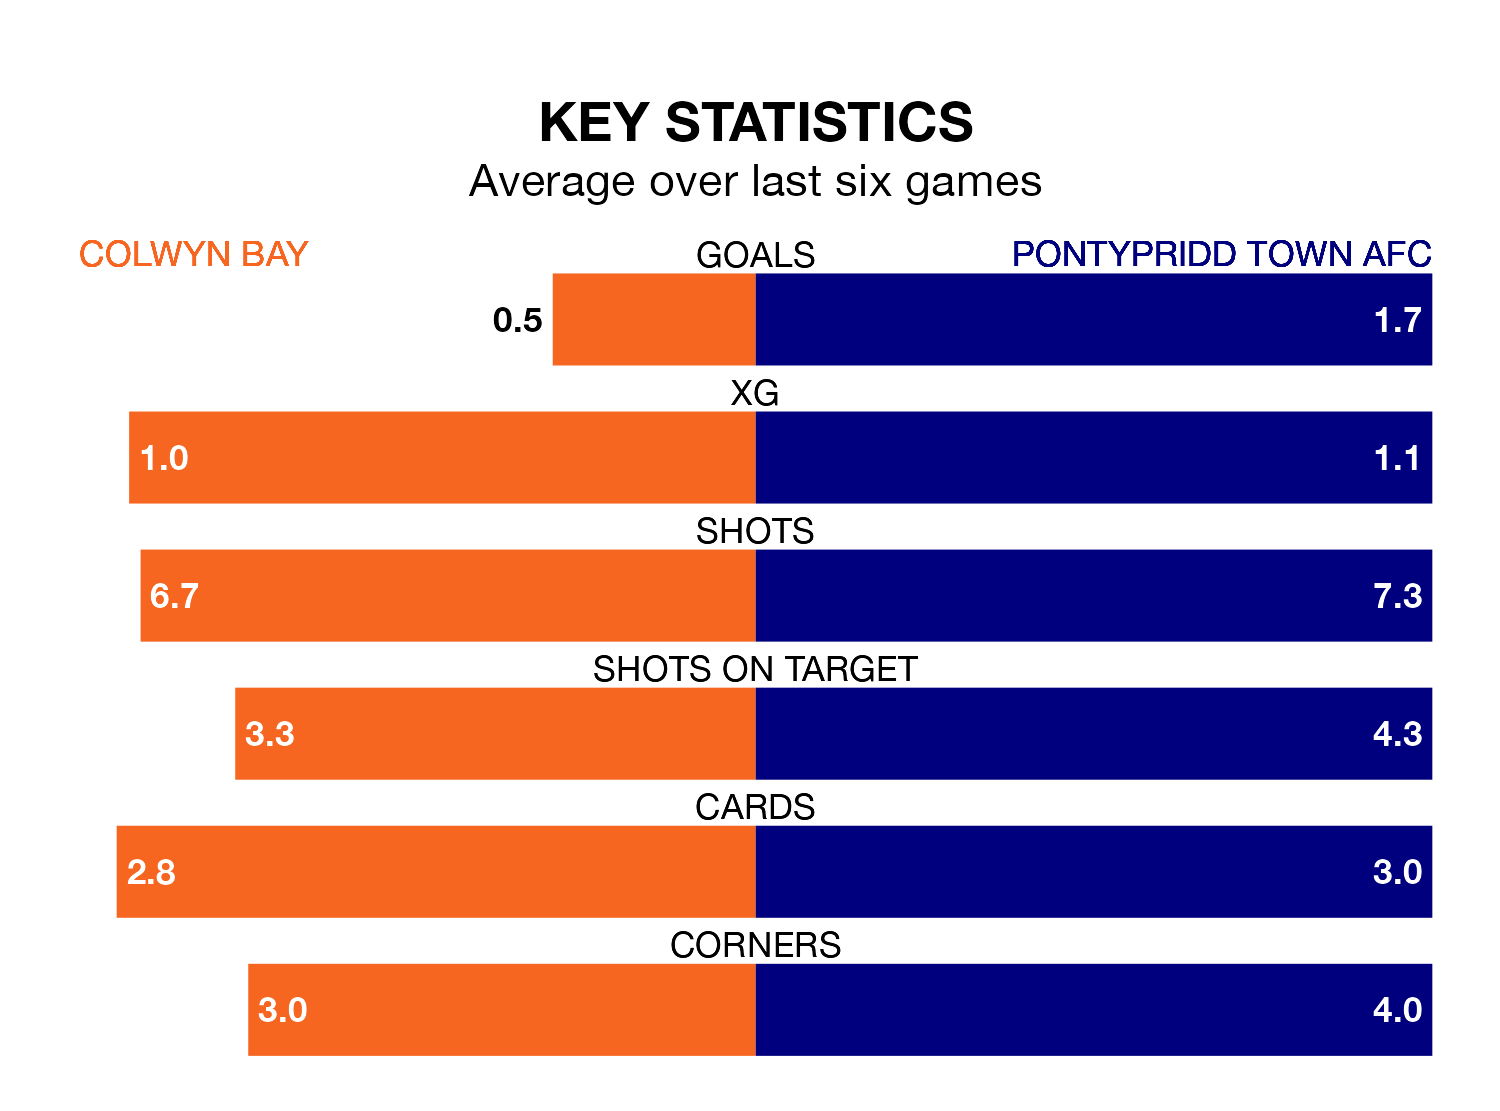 KEY STATISTICS
Average over last six games
COLWYN BAY GOALS PONTYPRIDD TOWN AFC
0.5 1.7
XG
1.0 1.1
SHOTS
6.7 7.3
SHOTS ON TARGET
3.3 4.3
CARDS
2.8 3.0
CORNERS
3.0 4.0